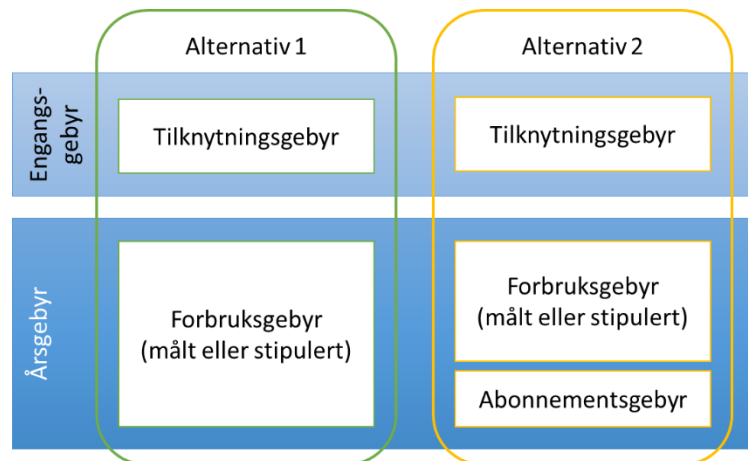 Alternativ 1
Alternativ 2
Engangs-
gebyr
Tilknytningsgebyr
Tilknytningsgebyr
Årsgebyr
Forbruksgebyr
(målt eller stipulert)
Forbruksgebyr
(målt eller stipulert)
Abonnementsgebyr